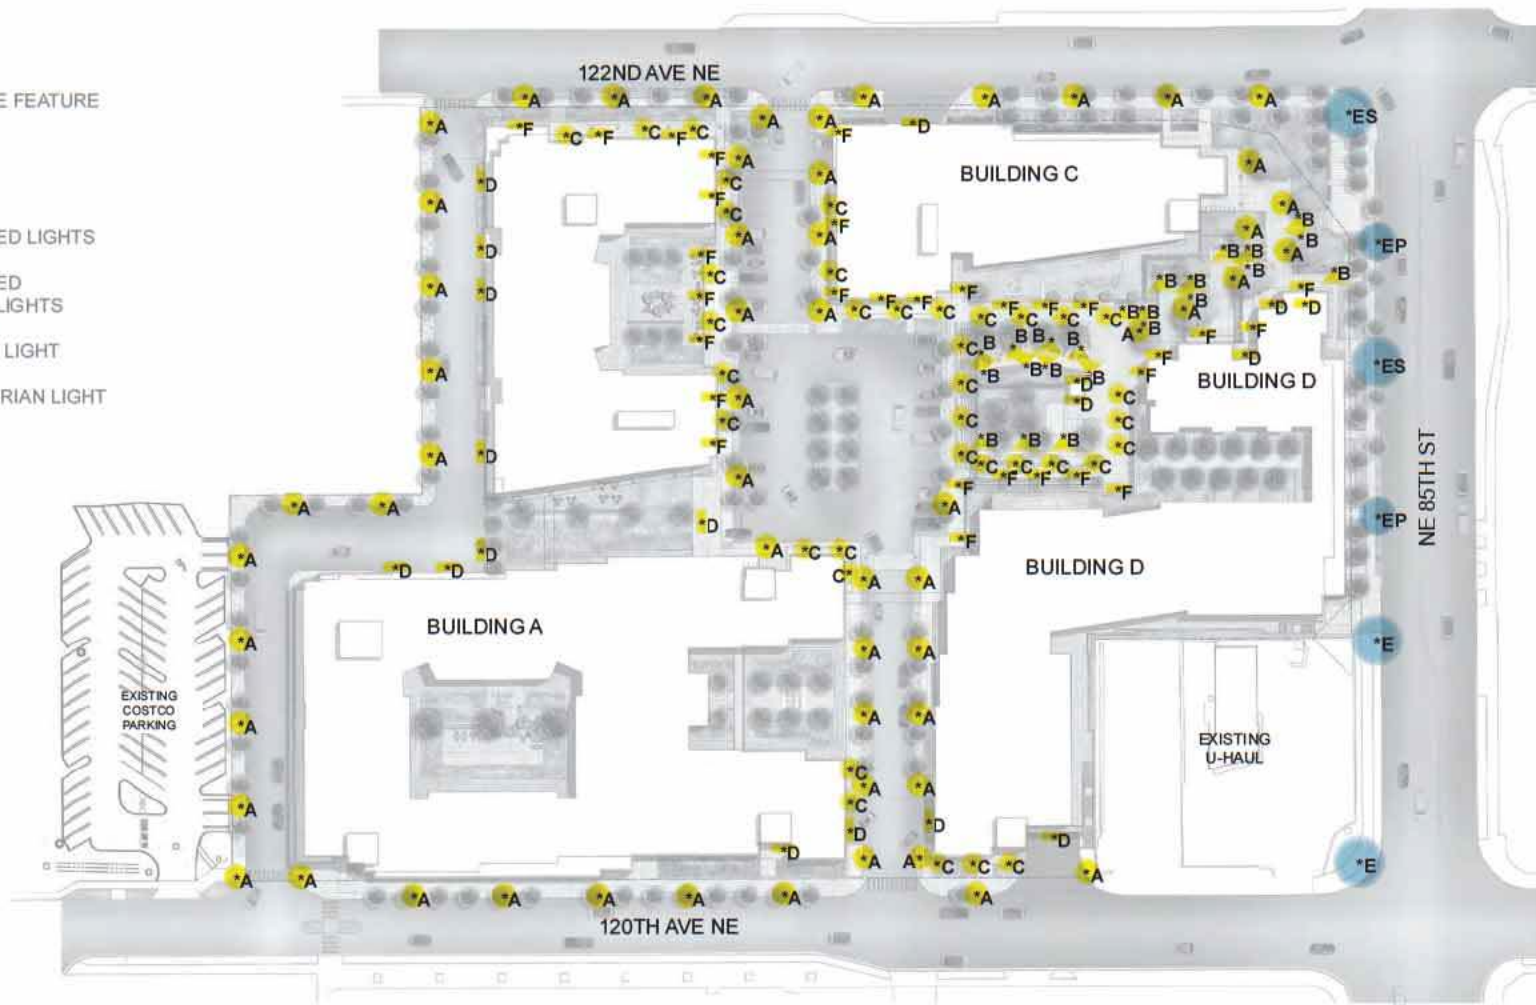 E FEATURE
ED LIGHTS
ED
LIGHTS
LIGHT
RIAN LIGHT
122ND AVE NE
*A *A *A *A *A *A *A *A
*A *A *A
*ES
*F *C *F *C *F *C
*F *D
*F *A
*D
*C
*A
BUILDING C
*A
*A
*F
*C
*C
*F
*A *A
*A
*B
*A
*B
*D
*F
*C
*B *B
*A
*EP
*D
*F
*A
*C
*F
*B
*A
*B
*B *B
*B
*A
*F
*D *D
*A
*C
*F
*A
*C *F *C *F *C *F
*C *F *C *F *C *F *C
*B *B
*B
A
*F
*F
*D
*F
*F
*ES
*C
*B B B * B *
*B *B *B *B
*D
*D
BUILDING D
*A
*C
*F *A
*C
*F
*C
*C
*C
*C
*C
*C
*B *B *B
*A
*D
*A
*C *C *C *C
*F *F *F
*F
*F
*A
*F
NE 85TH ST
*EP
*A *A
*D
*D
*A
*D *D
*A *C *C
C* *A *A
BUILDING D
BUILDING A
*A
*A
*A
*E
EXISTING
COSTCO
PARKING
*A
*A
*A
EXISTING
U-HAUL
*A
*C
*A
*C
*D
*A
*A
*D
*D
*D
*A
A* *C *C *C
*A
*E
*A *A
*A *A *A *A *A
*A
120TH AVE NE